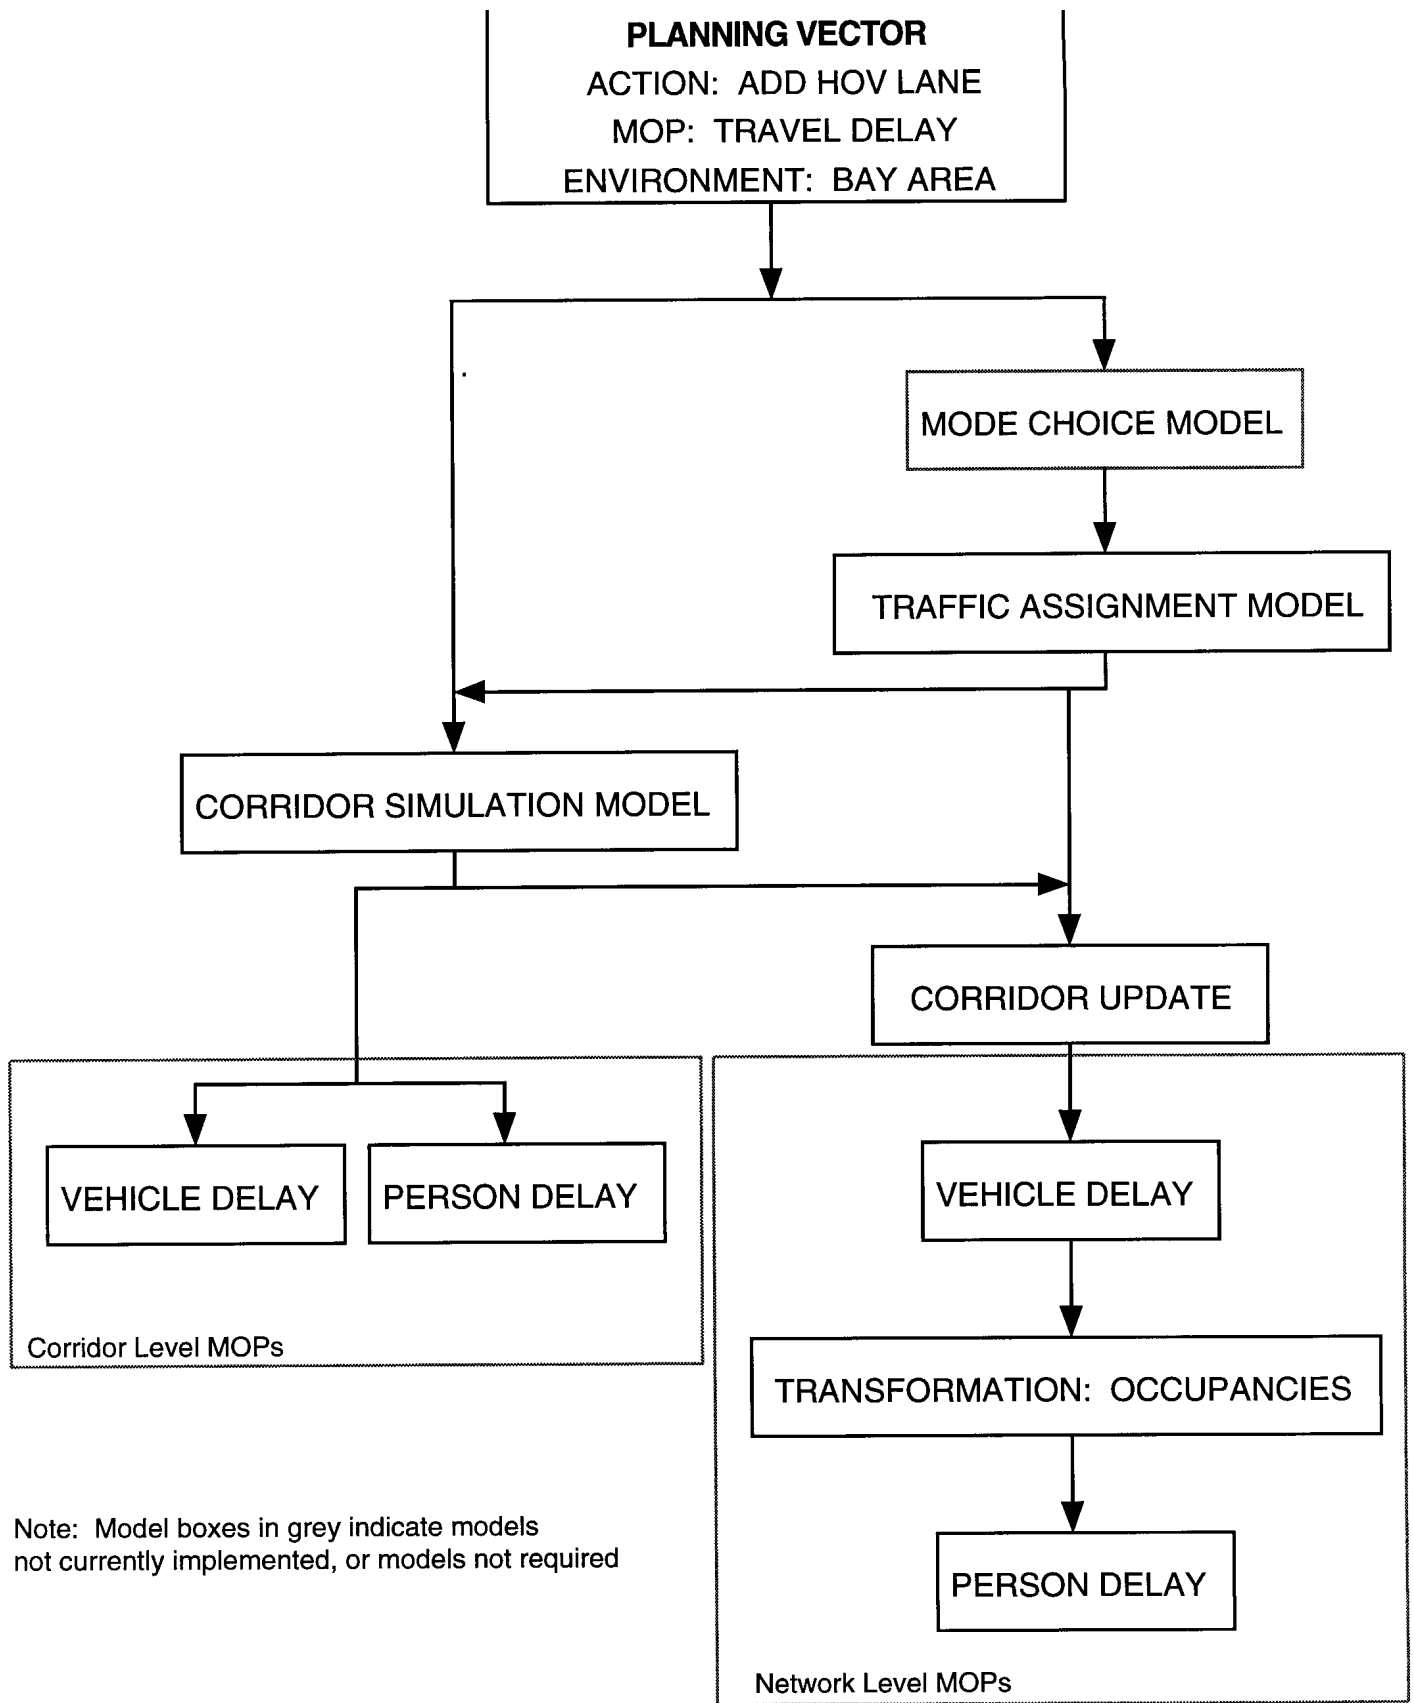 PLANNING VECTOR
ACTION: ADD HOV LANE
MOP: TRAVEL DELAY
ENVIRONMENT: BAY AREA
MODE CHOICE MODEL
TRAFFIC ASSIGNMENT MODEL
CORRIDOR SIMULATION MODEL
CORRIDOR UPDATE
VEHICLE DELAY
PERSON DELAY
Corridor Level MOPs
VEHICLE DELAY
TRANSFORMATION: OCCUPANCIES
PERSON DELAY
Network Level MOPs
Note: Model boxes in grey indicate models
not currently implemented, or models not required